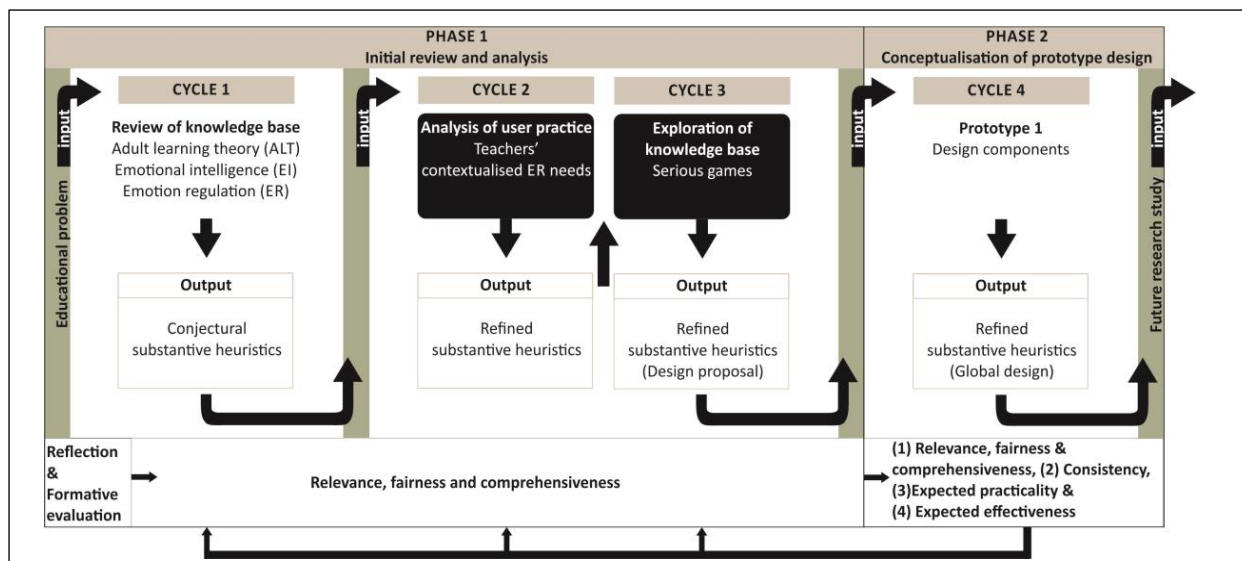 PHASE 1
Initial review and analysis
PHASE 2
Conceptualisation of prototype design
Educational problem
input
CYCLE 1
Review of knowledge base
Adult learning theory (ALT)
Emotional intelligence (EI)
Emotion regulation (ER)
Output
Conjectural
substantive heuristics
input
CYCLE 2
Analysis of user practice
Teachers’
contextualised ER needs
Output
Refined
substantive heuristics
CYCLE 3
Exploration of
knowledge base
Serious games
Output
Refined
substantive heuristics
(Design proposal)
input
CYCLE 4
Prototype 1
Design components
Output
Refined
substantive heuristics
(Global design)
input
Future research study
Reflection
&
Formative
evaluation
Relevance, fairness and comprehensiveness
(1) Relevance, fairness &
comprehensiveness, (2) Consistency,
(3)Expected practicality &
(4) Expected effectiveness